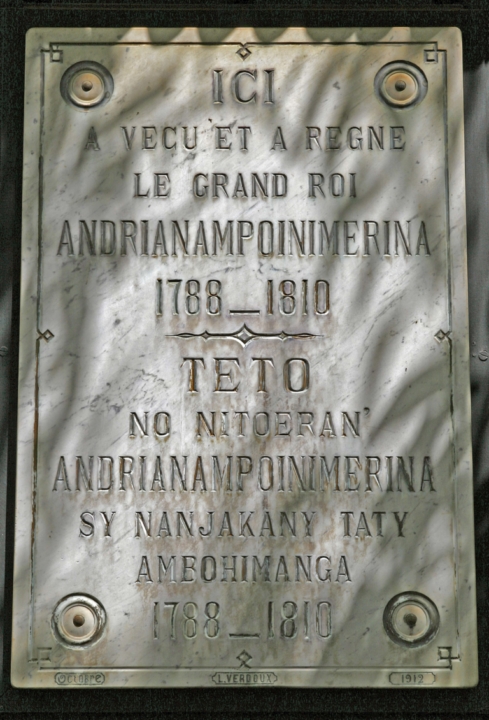 ICI
A VECU ET A REGNE
LE GRAND ROI
ANDRIANAMPOINIMERINA
1788_1810
TETO
NO NITOERAN'
ANDRIANAMPOINIMERINA
SY NANJAKANY TATY
AMBOHIMANGA
1788_1810
Octobre L.VERDOUX 1912